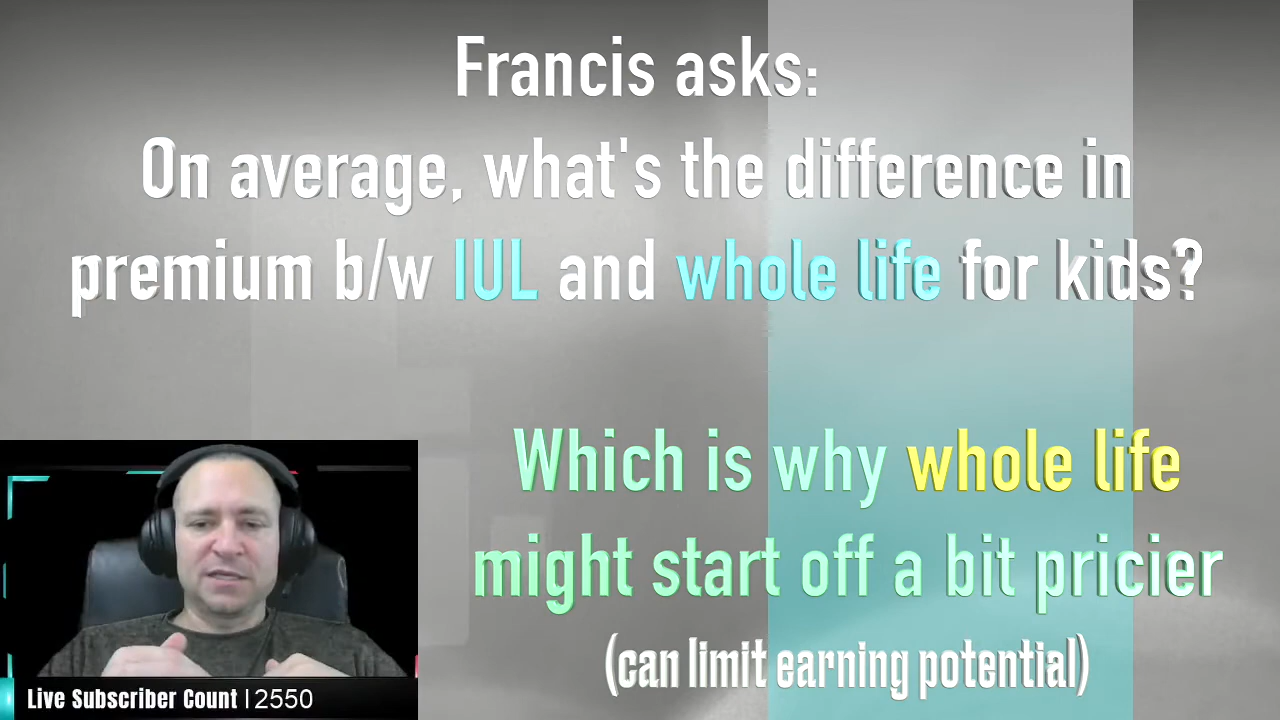 Francis asks:
On average, what's the difference in
premium b/w IUL and whole life for kids?
Which is why whole life
might start off a bit pricier
(can limit earning potential)
Live Subscriber Count | 2550